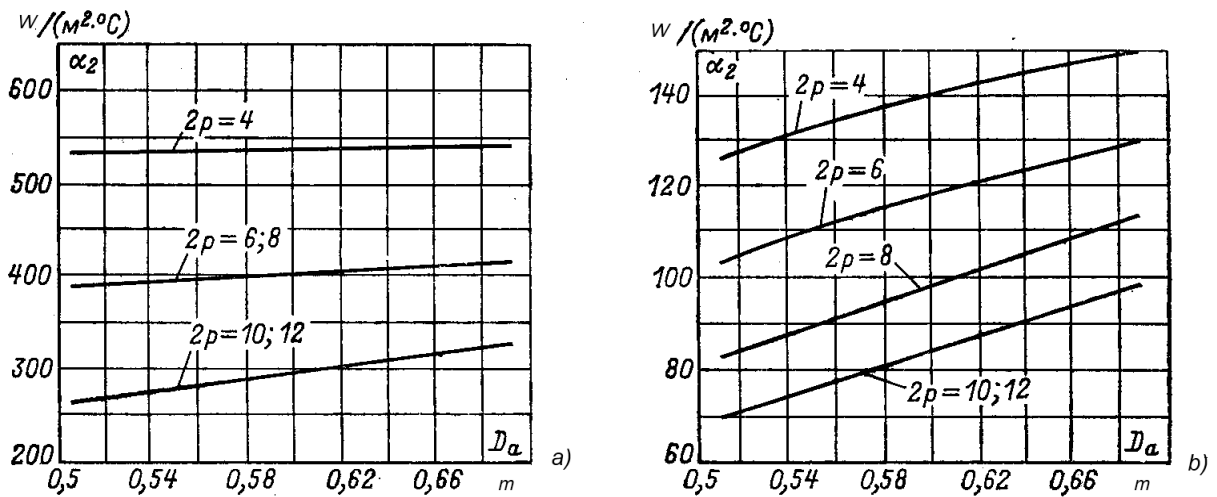 W/(м²·°C)
α₂
600
500
400
300
200
2p=4
2p=6;8
2p=10;12
Da
0,5 0,54 0,58 0,62 0,66 m
a)
W/(м²·°C)
α₂
140
120
100
80
60
2p=4
2p=6
2p=8
2p=10;12
Da
0,5 0,54 0,58 0,62 0,66 m
b)